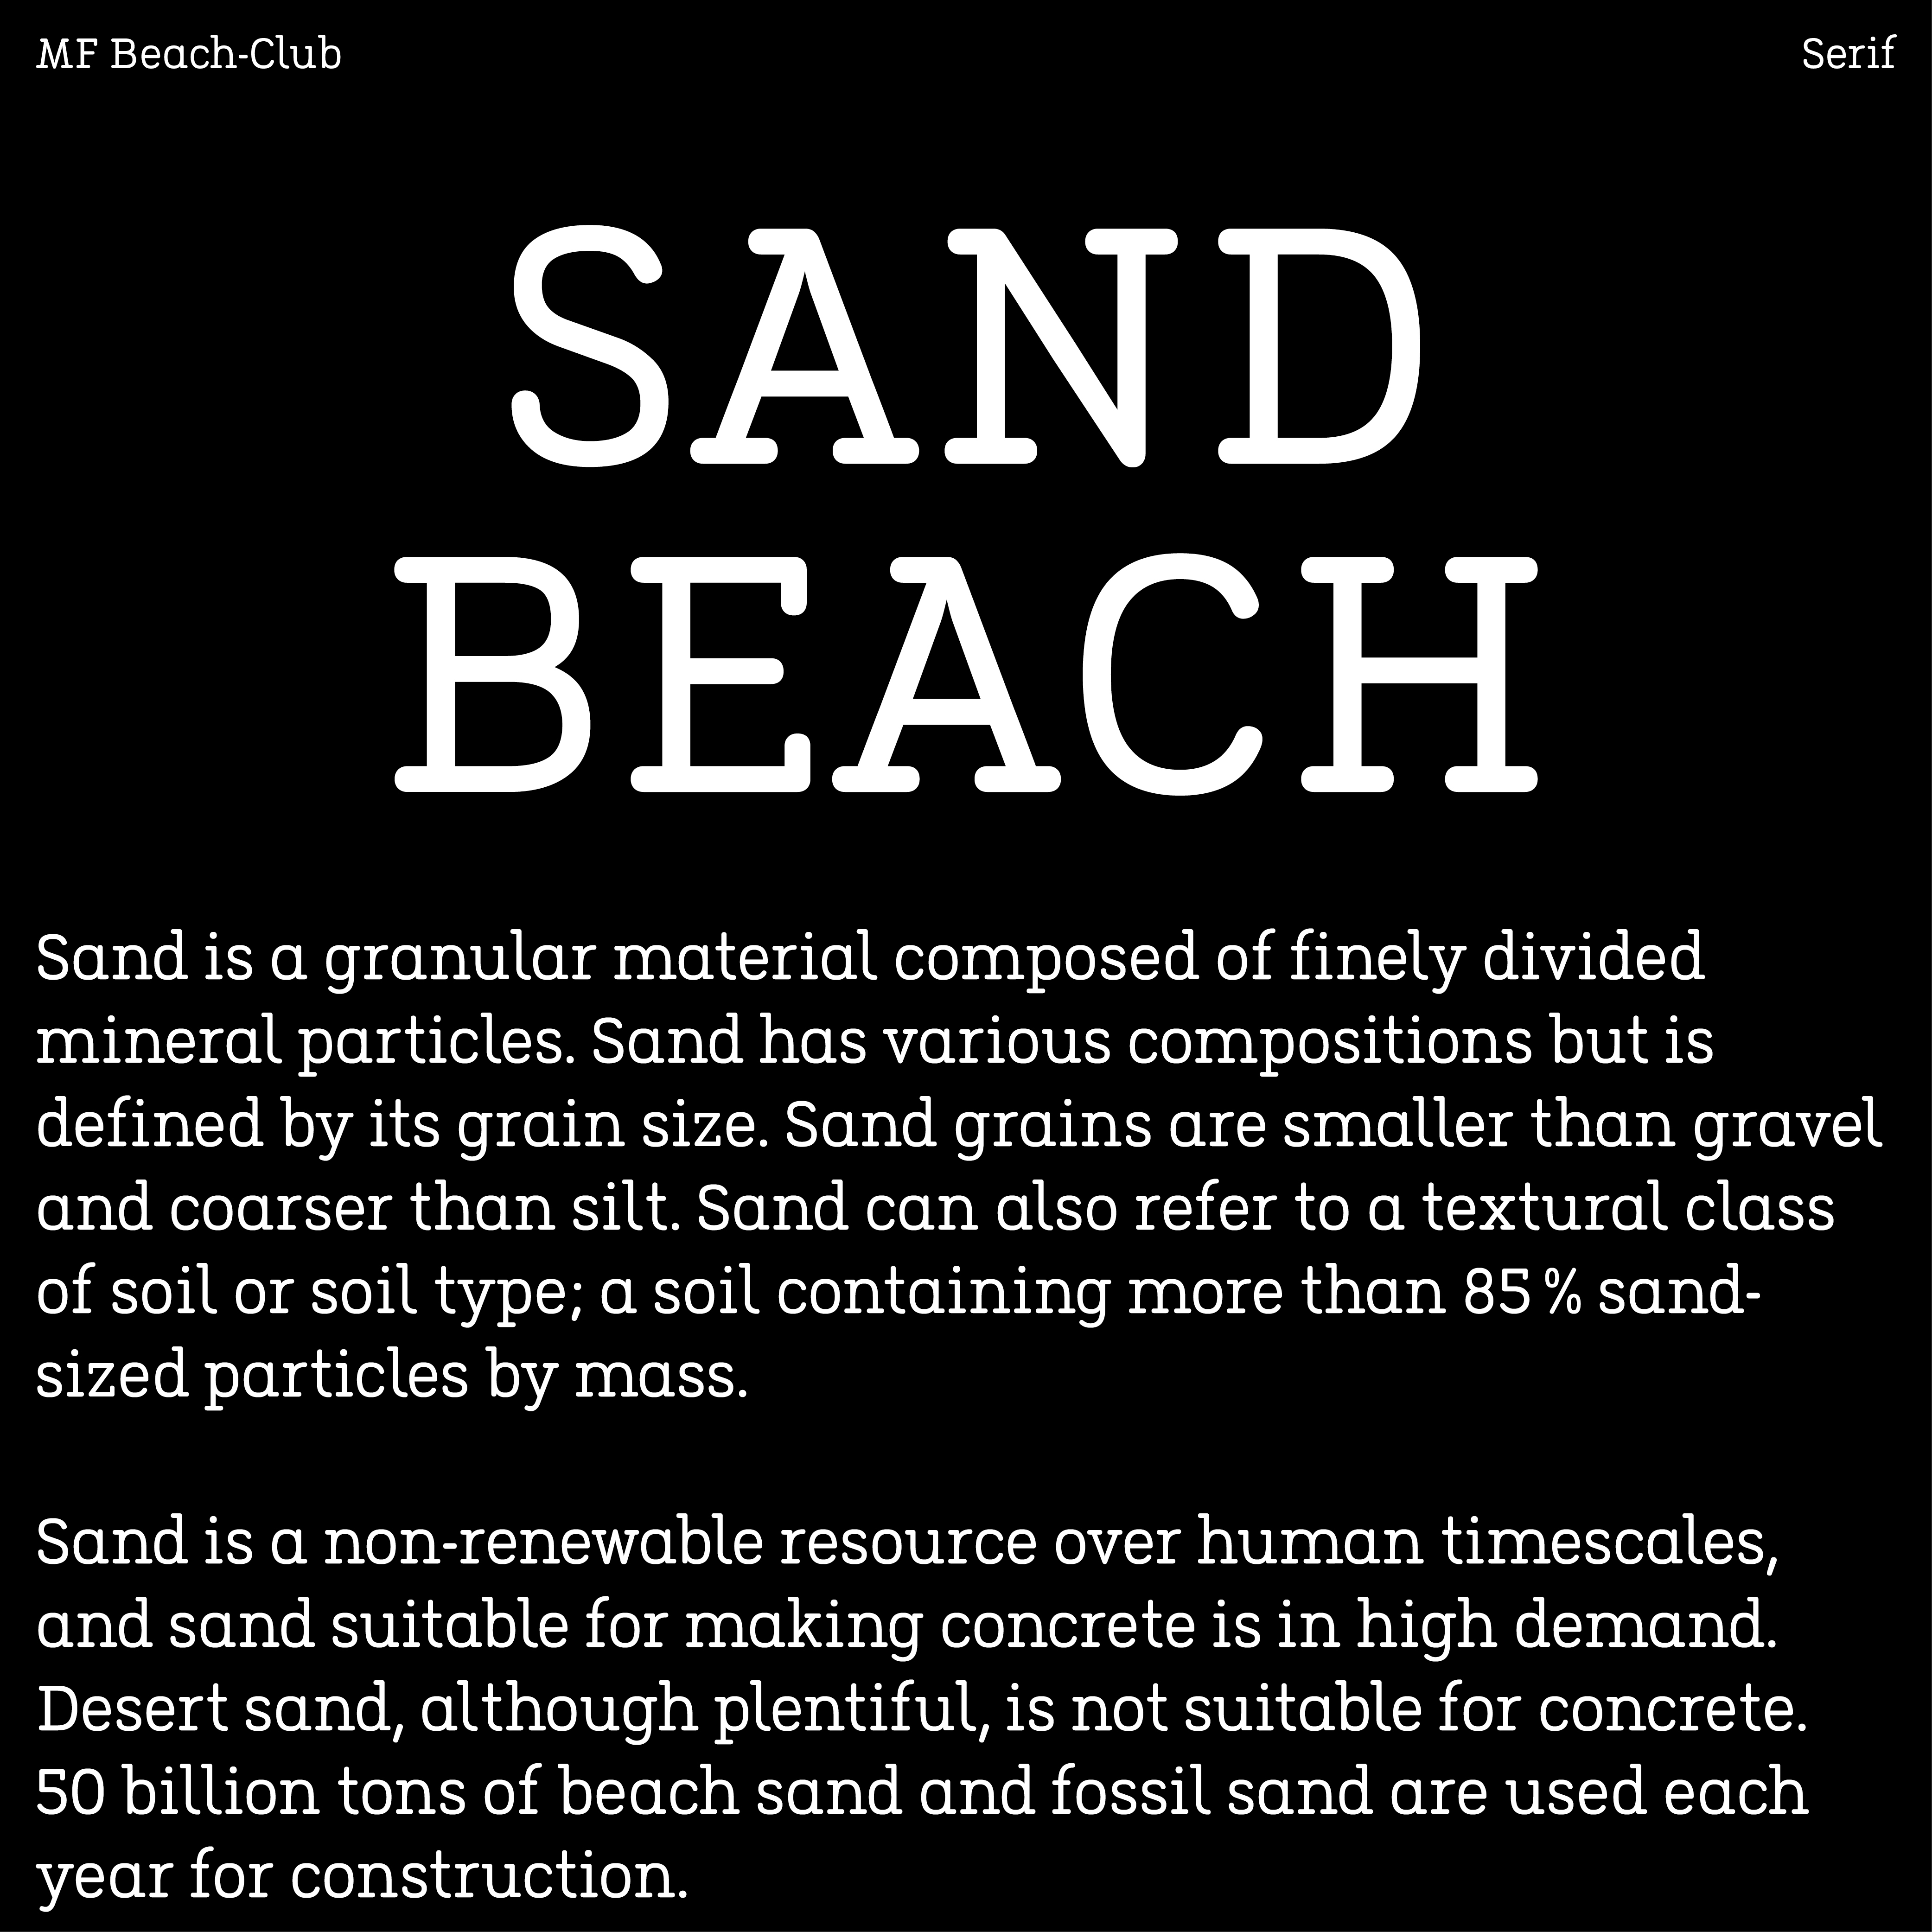 MF Beach-Club
Serif
SAND
BEACH
Sand is a granular material composed of finely divided
mineral particles. Sand has various compositions but is
defined by its grain size. Sand grains are smaller than gravel
and coarser than silt. Sand can also refer to a textural class
of soil or soil type; a soil containing more than 85 % sand-
sized particles by mass.
Sand is a non-renewable resource over human timescales,
and sand suitable for making concrete is in high demand.
Desert sand, although plentiful, is not suitable for concrete.
50 billion tons of beach sand and fossil sand are used each
year for construction.